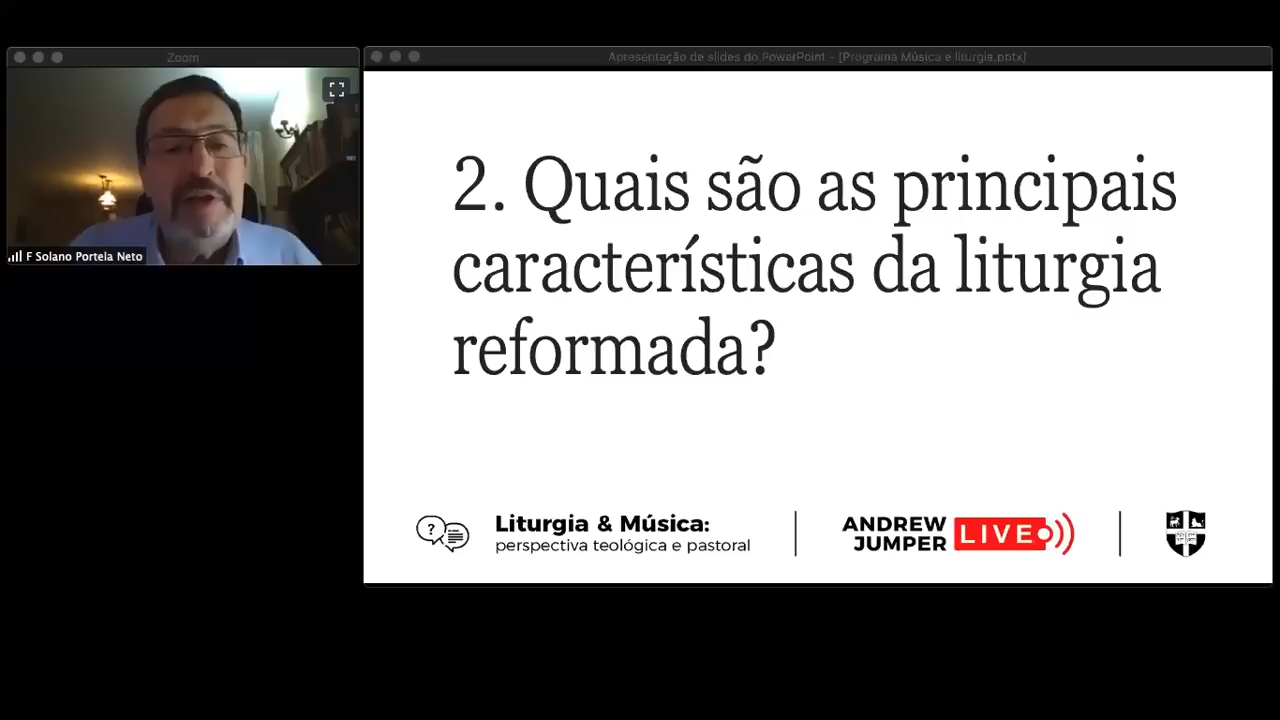 Zoom
F Solano Portela Neto
Apresentação de slides do PowerPoint - [Programa Música e liturgia.pptx]
2. Quais são as principais
características da liturgia
reformada?
?
Liturgia & Música:
perspectiva teológica e pastoral
ANDREW
JUMPER
LIVE